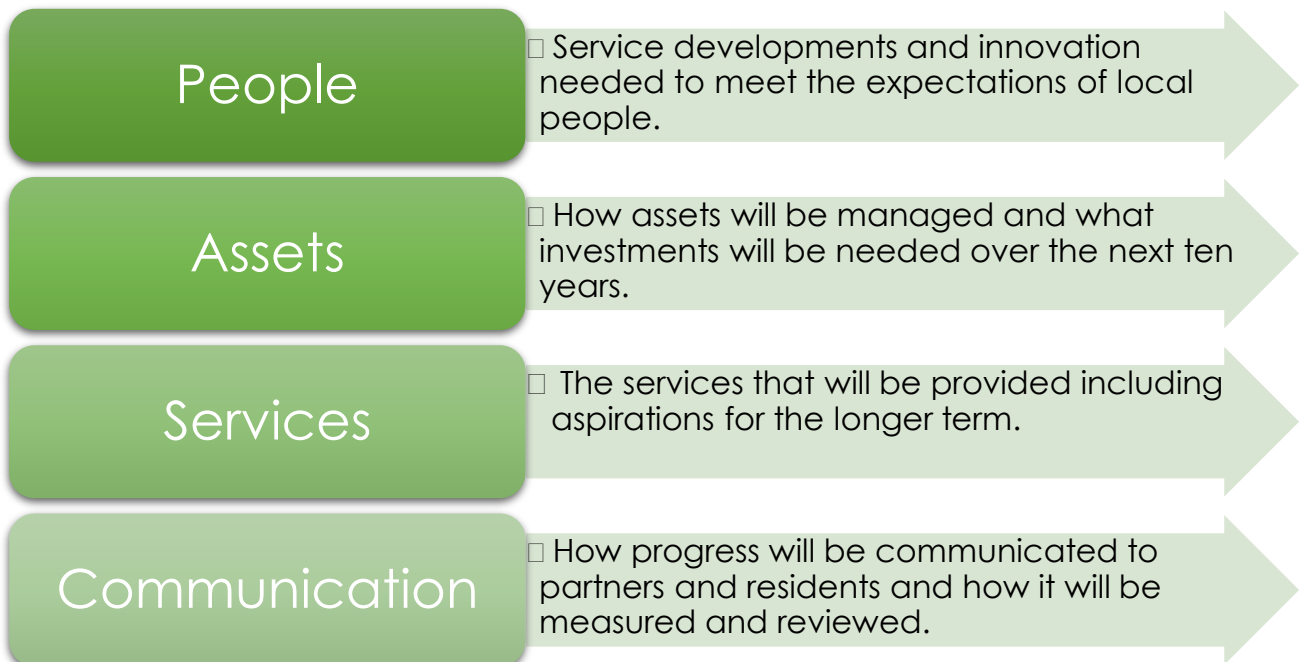 People
□ Service developments and innovation
needed to meet the expectations of local
people.
Assets
□ How assets will be managed and what
investments will be needed over the next ten
years.
Services
□ The services that will be provided including
aspirations for the longer term.
Communication
□ How progress will be communicated to
partners and residents and how it will be
measured and reviewed.